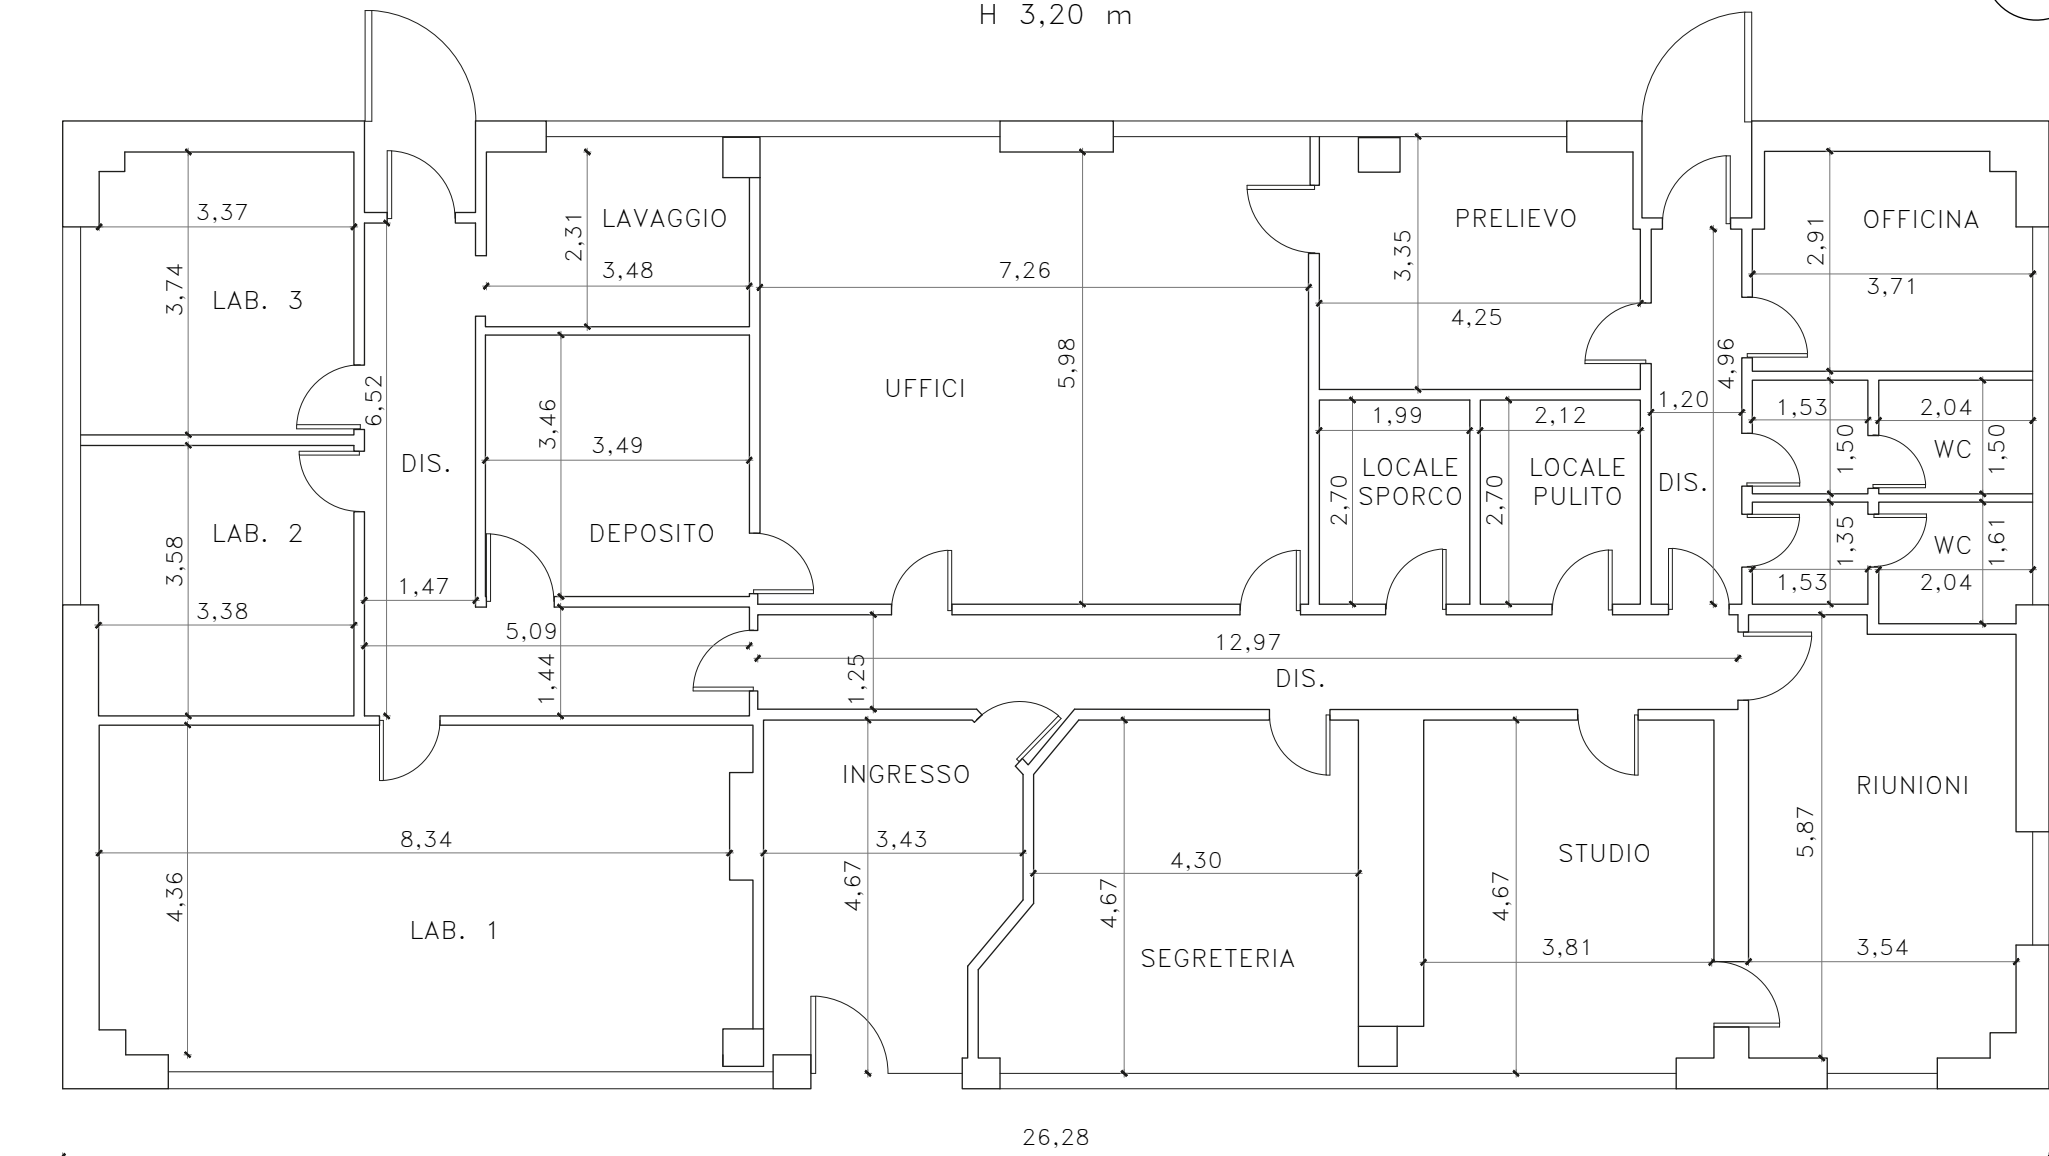 H 3,20 m
3,37
3,74
LAB. 3
6,52
DIS.
LAVAGGIO
2,31
3,48
7,26
5,98
UFFICI
PRELIEVO
3,35
4,25
4,96
OFFICINA
2,91
3,71
3,46
3,49
DEPOSITO
1,99
LOCALE
SPORCO
2,70
2,12
LOCALE
PULITO
2,70
1,20
DIS.
1,53
1,50
2,04
WC
1,50
1,35
1,53
WC
1,61
2,04
LAB. 2
3,58
3,38
1,47
5,09
1,44
1,25
12,97
DIS.
8,34
4,36
LAB. 1
INGRESSO
3,43
4,67
4,30
4,67
SEGRETERIA
STUDIO
4,67
3,81
RIUNIONI
5,87
3,54
26,28